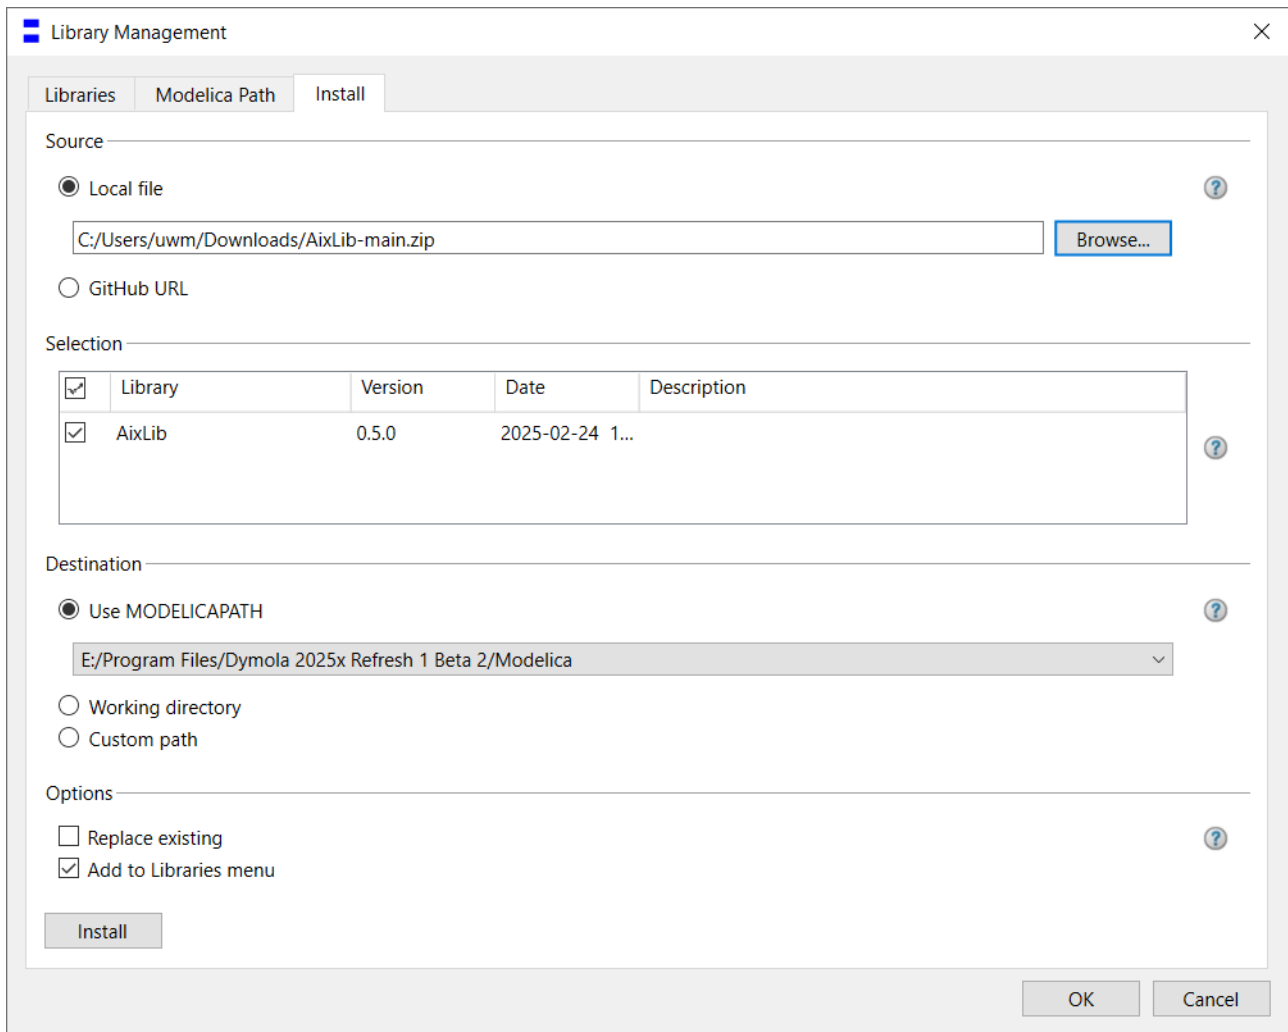 Library Management
Libraries Modelica Path Install
Source
Local file
C:/Users/uwm/Downloads/AixLib-main.zip Browse...
GitHub URL
Selection
Library Version Date Description
AixLib 0.5.0 2025-02-24 1...
Destination
Use MODELICAPATH
E:/Program Files/Dymola 2025x Refresh 1 Beta 2/Modelica
Working directory
Custom path
Options
Replace existing
Add to Libraries menu
Install
OK Cancel